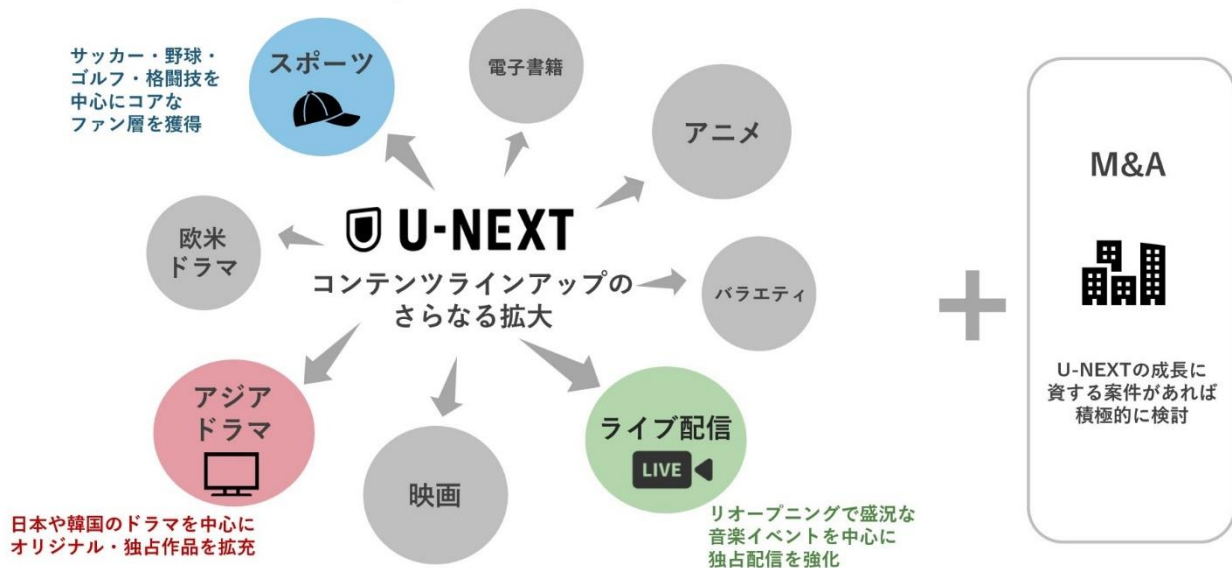 サッカー・野球・
ゴルフ・格闘技を
中心にコアな
ファン層を獲得
スポーツ
電子書籍
アニメ
欧米
ドラマ
U-NEXT
コンテンツラインアップの
さらなる拡大
バラエティ
アジア
ドラマ
日本や韓国のドラマを中心に
オリジナル・独占作品を拡充
映画
ライブ配信
LIVE
リオープニングで盛況な
音楽イベントを中心に
独占配信を強化
M&A
U-NEXTの成長に
資する案件があれば
積極的に検討